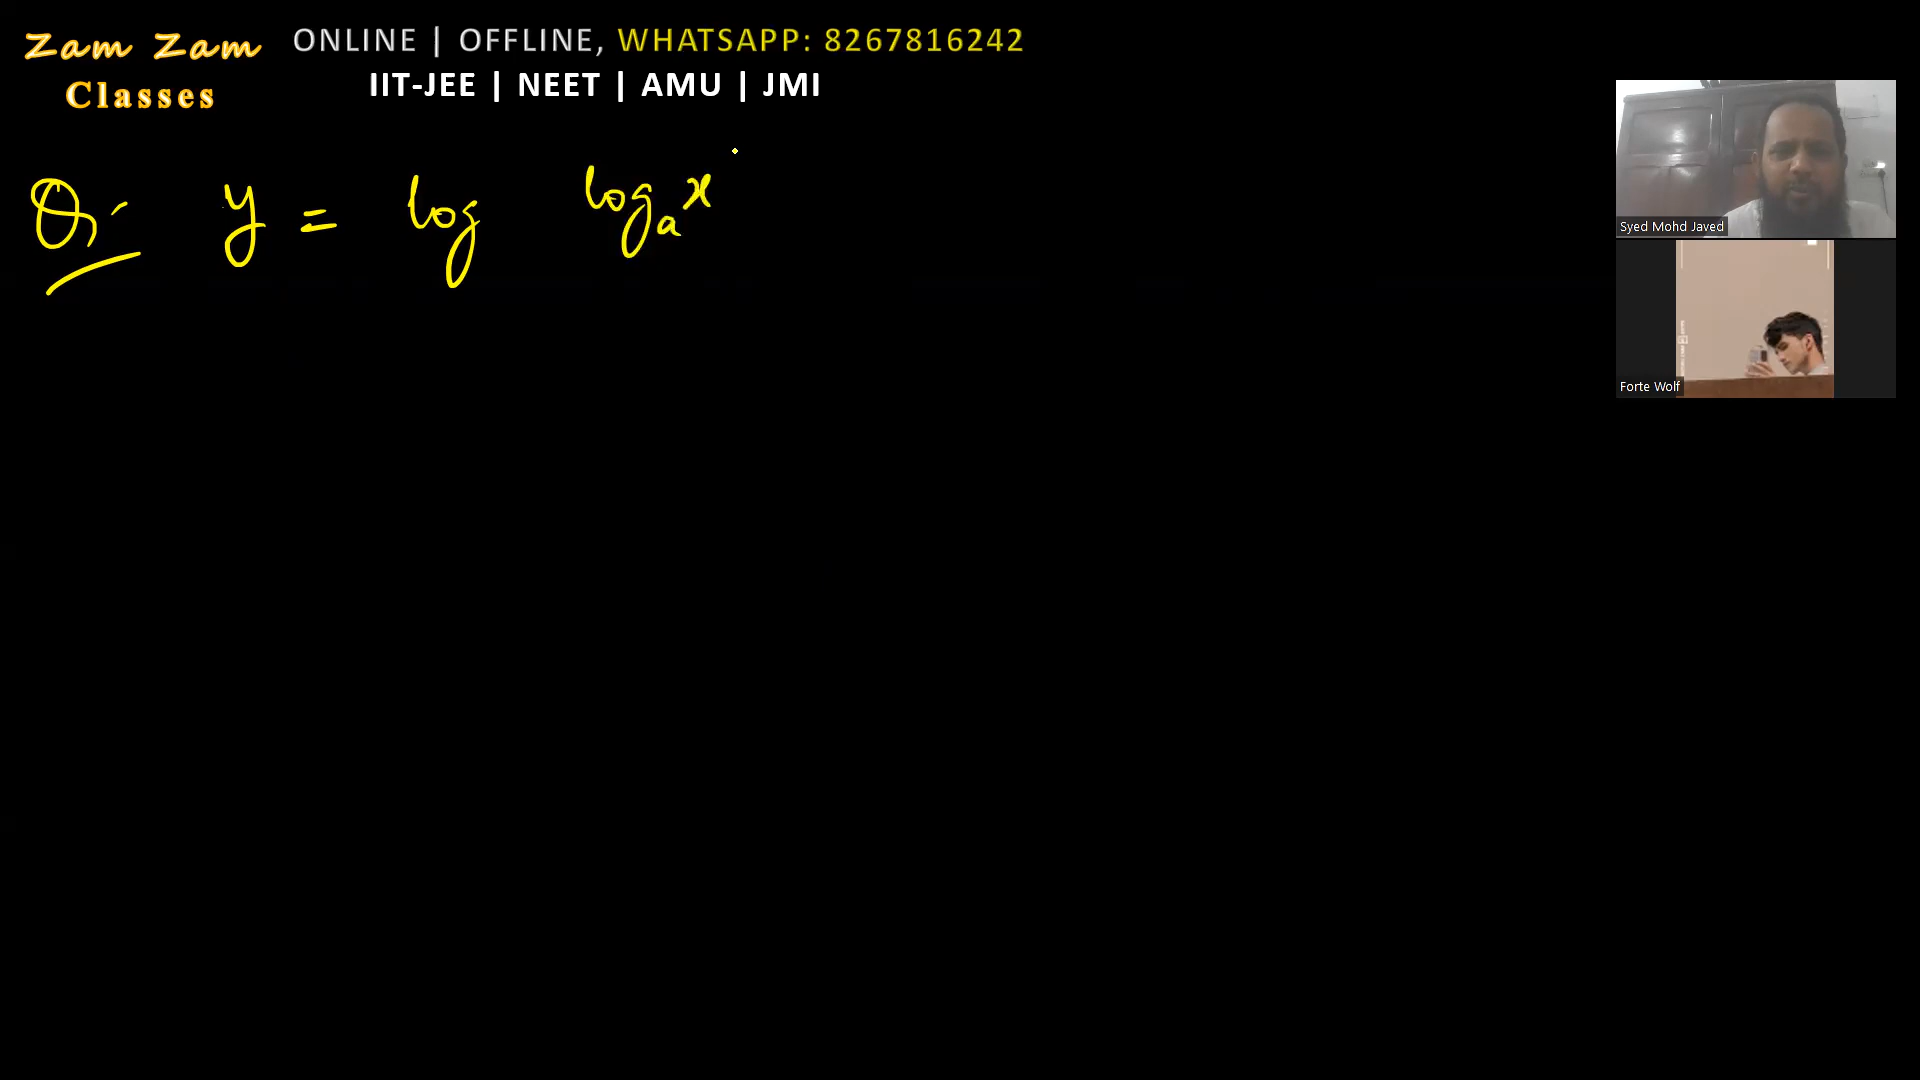 Zam Zam ONLINE | OFFLINE, WHATSAPP: 8267816242
Classes IIT-JEE | NEET | AMU | JMI
Q:- y = log log_a x
Syed Mohd Javed
Forte Wolf